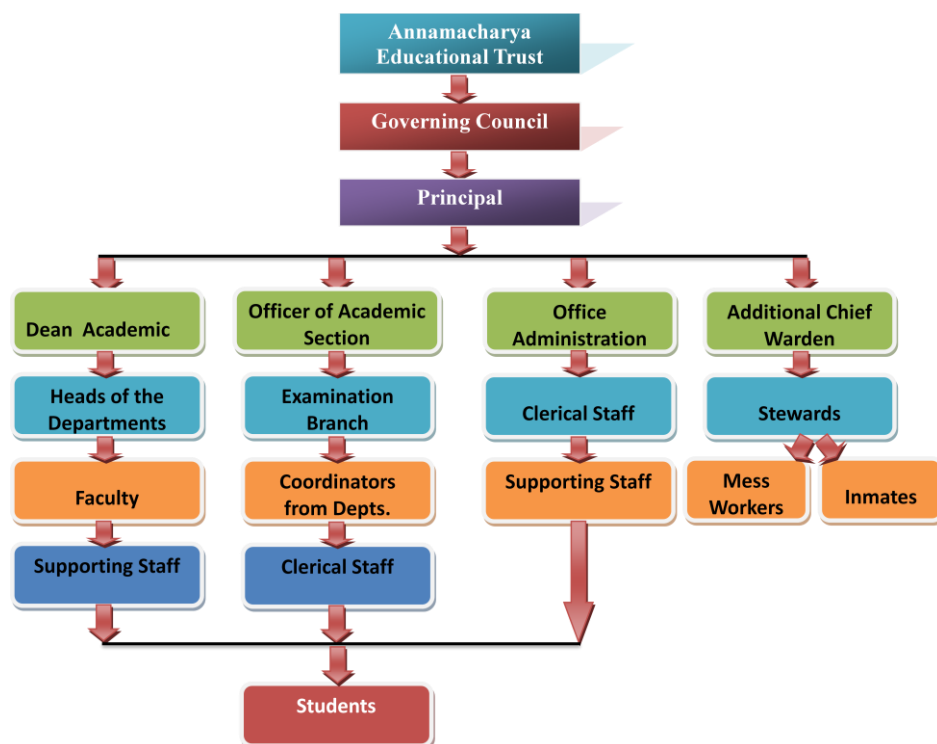 Annamacharya
Educational Trust
Governing Council
Principal
Dean Academic
Officer of Academic
Section
Office
Administration
Additional Chief
Warden
Heads of the
Departments
Examination
Branch
Clerical Staff
Stewards
Faculty
Coordinators
from Depts.
Supporting Staff
Mess
Workers
Inmates
Supporting Staff
Clerical Staff
Students